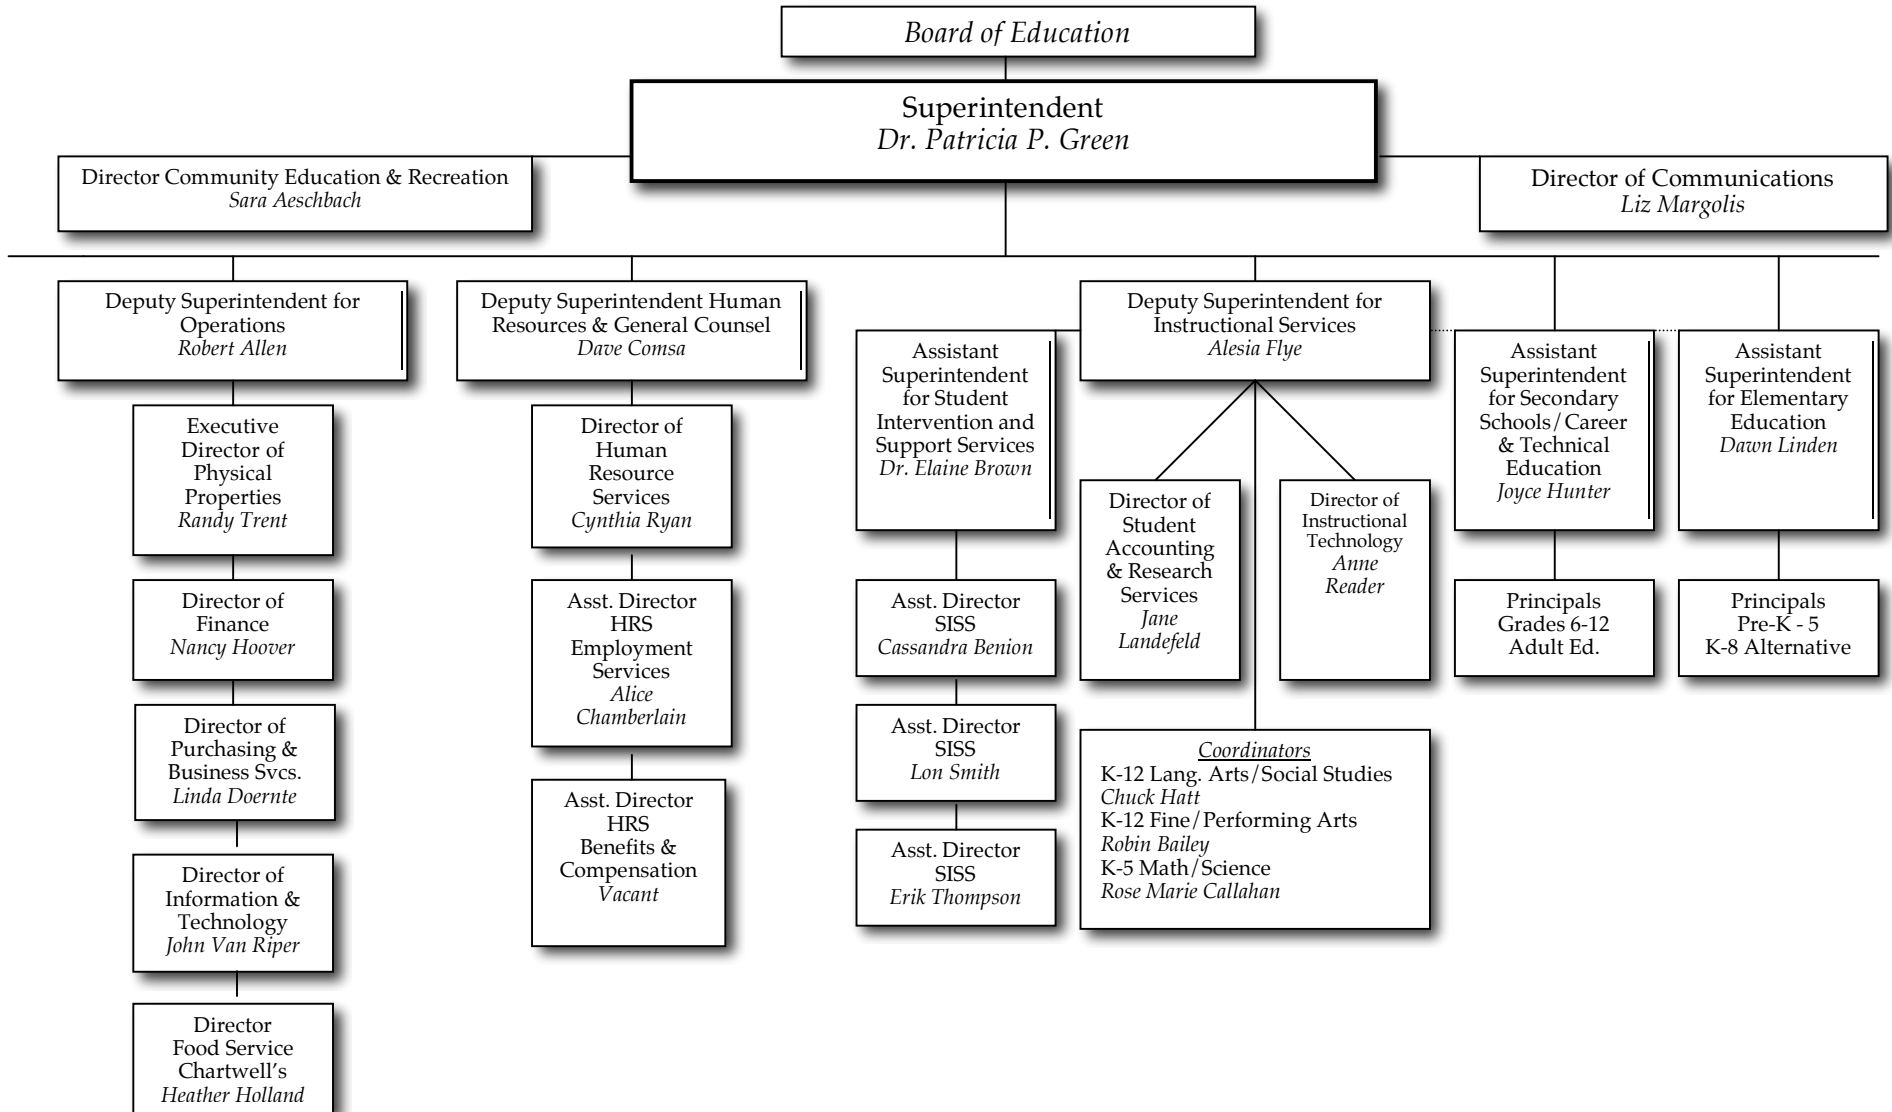 Board of Education
Superintendent
Dr. Patricia P. Green
Director Community Education & Recreation
Sara Aeschbach
Director of Communications
Liz Margolis
Deputy Superintendent for
Operations
Robert Allen
Deputy Superintendent Human
Resources & General Counsel
Dave Comsa
Deputy Superintendent for
Instructional Services
Alesia Flye
Assistant
Superintendent
for Student
Intervention and
Support Services
Dr. Elaine Brown
Assistant
Superintendent
for Secondary
Schools/Career
& Technical
Education
Joyce Hunter
Assistant
Superintendent
for Elementary
Education
Dawn Linden
Executive
Director of
Physical
Properties
Randy Trent
Director of
Human
Resource
Services
Cynthia Ryan
Director of
Student
Accounting
& Research
Services
Jane
Landefeld
Director of
Instructional
Technology
Anne
Reader
Director of
Finance
Nancy Hoover
Asst. Director
HRS
Employment
Services
Alice
Chamberlain
Asst. Director
SISS
Cassandra Benion
Principals
Grades 6-12
Adult Ed.
Principals
Pre-K - 5
K-8 Alternative
Director of
Purchasing &
Business Svcs.
Linda Doernte
Asst. Director
SISS
Lon Smith
Coordinators
K-12 Lang. Arts/Social Studies
Chuck Hatt
K-12 Fine/Performing Arts
Robin Bailey
K-5 Math/Science
Rose Marie Callahan
Asst. Director
HRS
Benefits &
Compensation
Vacant
Asst. Director
SISS
Erik Thompson
Director of
Information &
Technology
John Van Riper
Director
Food Service
Chartwell's
Heather Holland